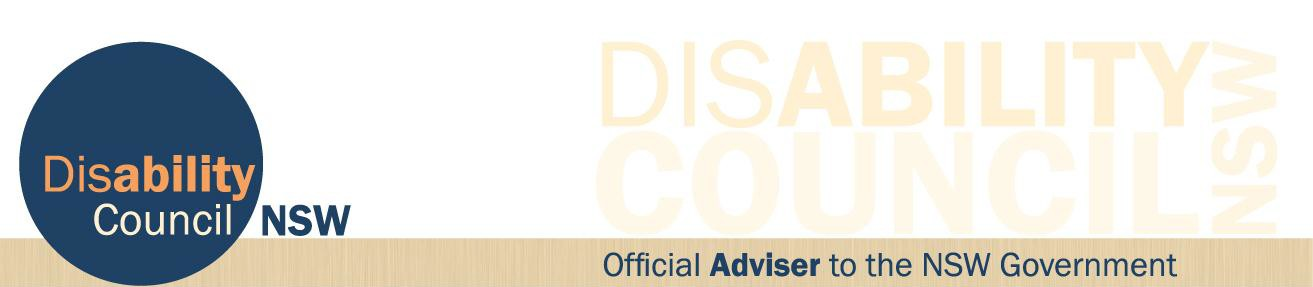 Disability
Council NSW
DISABILITY
COUNCIL
NSW
Official Adviser to the NSW Government